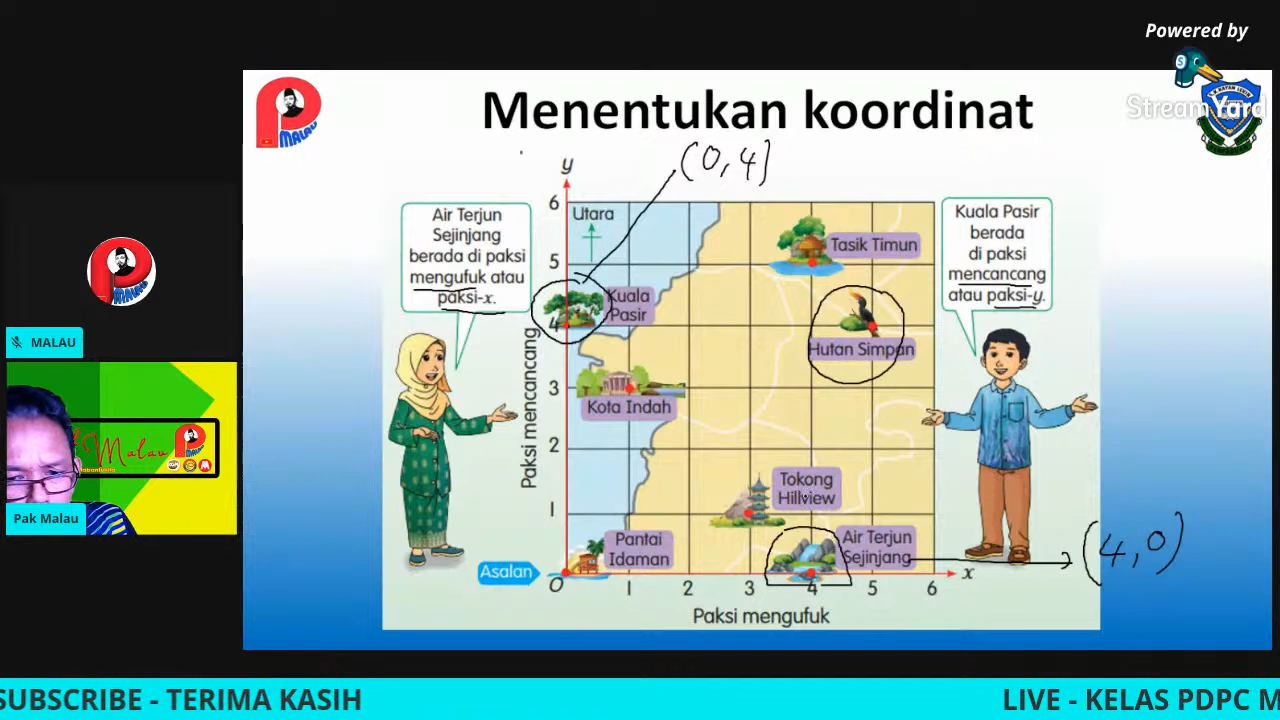 Powered by
StreamYard
Menentukan koordinat
P
MALAU
(0,4)
y
6
5
4
3
2
1
O
1
2
3
4
5
6
x
Paksi mencancang
Paksi mengufuk
Asalan
Utara
Air Terjun
Sejinjang
berada di paksi
mengufuk atau
paksi-x.
Kuala Pasir
berada
di paksi
mencancang
atau paksi-y.
Tasik Timun
Kuala
Pasir
Hutan Simpan
Kota Indah
Tokong
Hillview
Pantai
Idaman
Air Terjun
Sejinjang
(4,0)
P
MALAU
MALAU
Malau
Pak Malau
SUBSCRIBE - TERIMA KASIH
LIVE - KELAS PDPC M